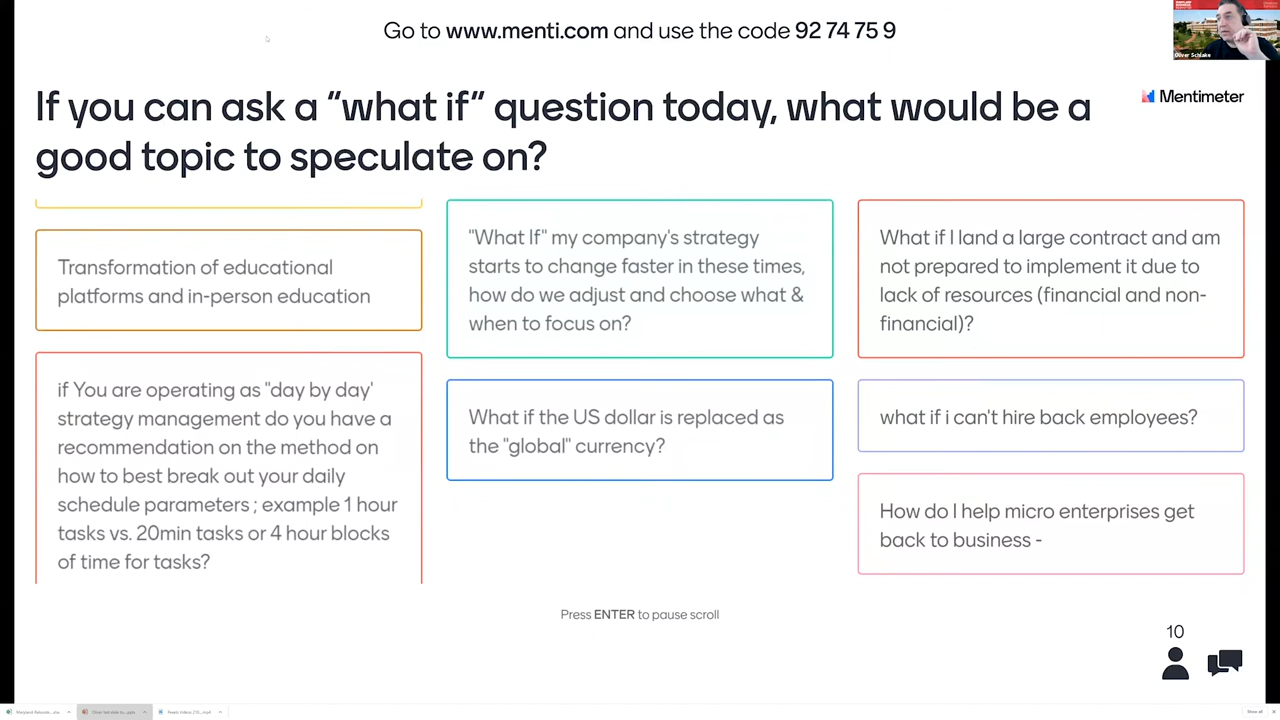 Go to www.menti.com and use the code 92 74 75 9
If you can ask a “what if” question today, what would be a
good topic to speculate on?
Mentimeter
Oliver Schlake
Transformation of educational
platforms and in-person education
if You are operating as "day by day'
strategy management do you have a
recommendation on the method on
how to best break out your daily
schedule parameters ; example 1 hour
tasks vs. 20min tasks or 4 hour blocks
of time for tasks?
"What If" my company's strategy
starts to change faster in these times,
how do we adjust and choose what &
when to focus on?
What if the US dollar is replaced as
the "global" currency?
What if I land a large contract and am
not prepared to implement it due to
lack of resources (financial and non-
financial)?
what if i can't hire back employees?
How do I help micro enterprises get
back to business -
Press ENTER to pause scroll
10
Show all